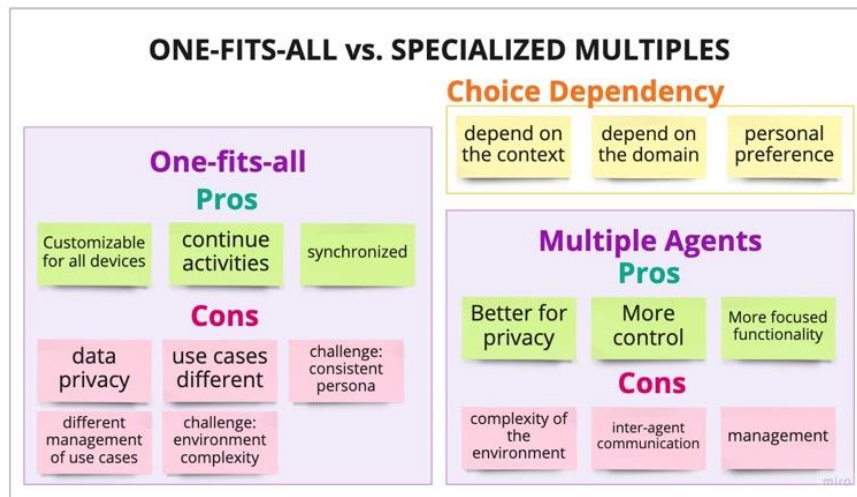 ONE-FITS-ALL vs. SPECIALIZED MULTIPLES
Choice Dependency
depend on
the context
depend on
the domain
personal
preference
One-fits-all
Pros
Customizable
for all devices
continue
activities
synchronized
Cons
data
privacy
use cases
different
challenge:
consistent
persona
different
management
of use cases
challenge:
environment
complexity
Multiple Agents
Pros
Better for
privacy
More
control
More focused
functionality
Cons
complexity of
the
environment
inter-agent
communication
management
miro